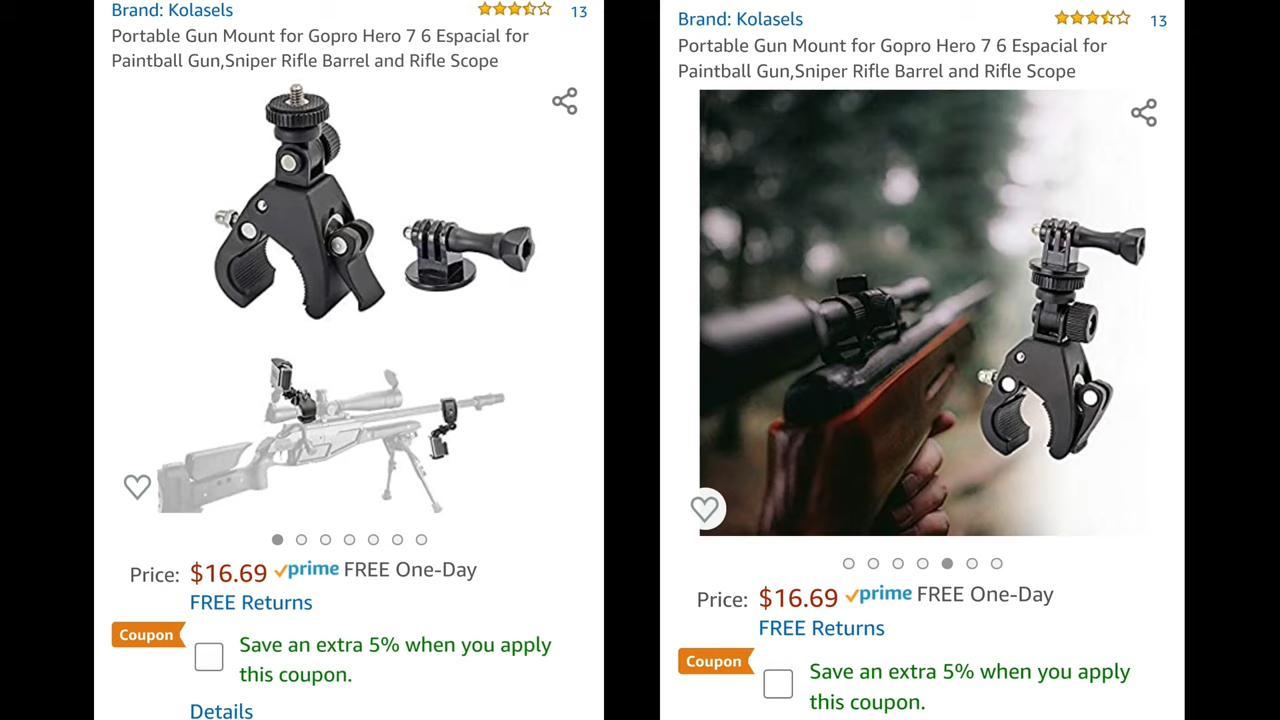 Brand: Kolasels
13
Portable Gun Mount for Gopro Hero 7 6 Espacial for
Paintball Gun,Sniper Rifle Barrel and Rifle Scope
Price: $16.69 prime FREE One-Day
FREE Returns
Coupon
Save an extra 5% when you apply
this coupon.
Details
Brand: Kolasels
13
Portable Gun Mount for Gopro Hero 7 6 Espacial for
Paintball Gun,Sniper Rifle Barrel and Rifle Scope
Price: $16.69 prime FREE One-Day
FREE Returns
Coupon
Save an extra 5% when you apply
this coupon.